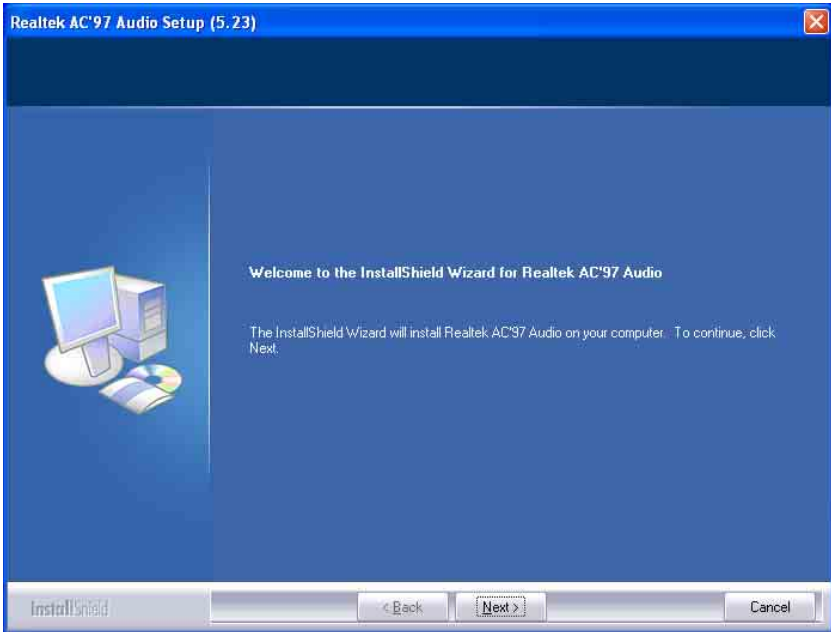 Realtek AC'97 Audio Setup (5.23)
Welcome to the InstallShield Wizard for Realtek AC'97 Audio
The InstallShield Wizard will install Realtek AC'97 Audio on your computer. To continue, click
Next.
InstallShield
< Back
Next >
Cancel